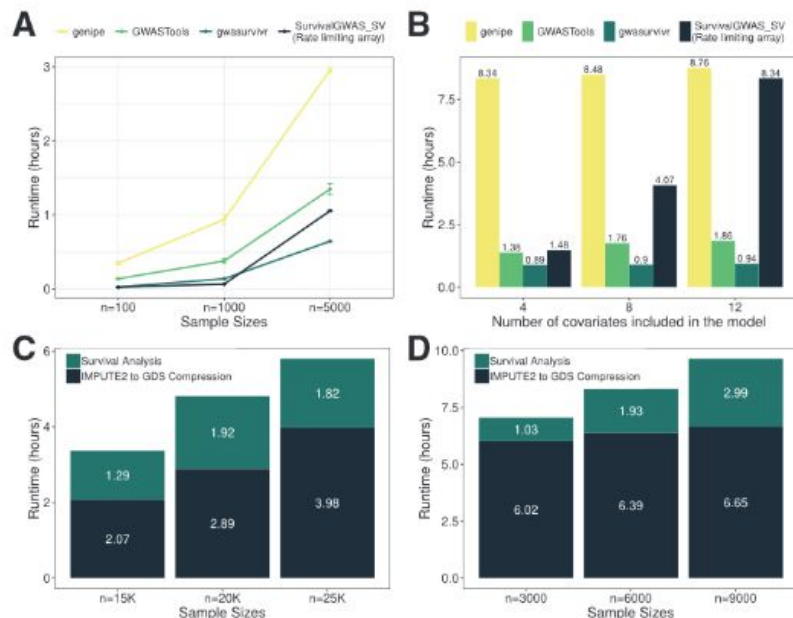 A
genipe GWASTools gwasurvivr SurvivalGWAS_SV
(Rate limiting array)
Runtime (hours)
3
2
1
0
n=100 n=1000 n=5000
Sample Sizes
B
genipe GWASTools gwasurvivr SurvivalGWAS_SV
(Rate limiting array)
Runtime (hours)
7.5
5.0
2.5
0.0
8.34 1.38 0.89 1.48
8.48 1.76 0.9 4.07
8.76 1.86 0.94 8.34
4 8 12
Number of covariates included in the model
C
Survival Analysis
IMPUTE2 to GDS Compression
Runtime (hours)
6
4
2
0
1.29 1.92 1.82
2.07 2.89 3.98
n=15K n=20K n=25K
Sample Sizes
D
Survival Analysis
IMPUTE2 to GDS Compression
Runtime (hours)
10.0
7.5
5.0
2.5
0.0
1.03 1.93 2.99
6.02 6.39 6.65
n=3000 n=6000 n=9000
Sample Sizes